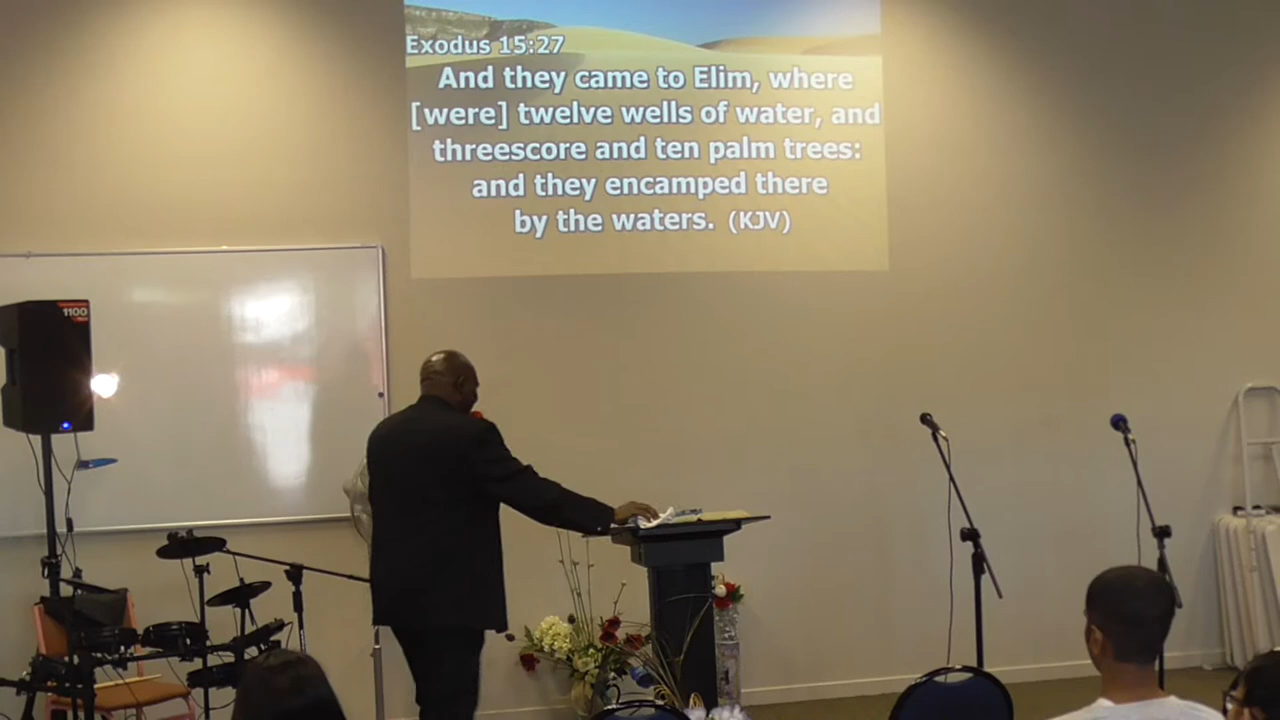 Exodus 15:27
And they came to Elim, where
[were] twelve wells of water, and
threescore and ten palm trees:
and they encamped there
by the waters. (KJV)
1100